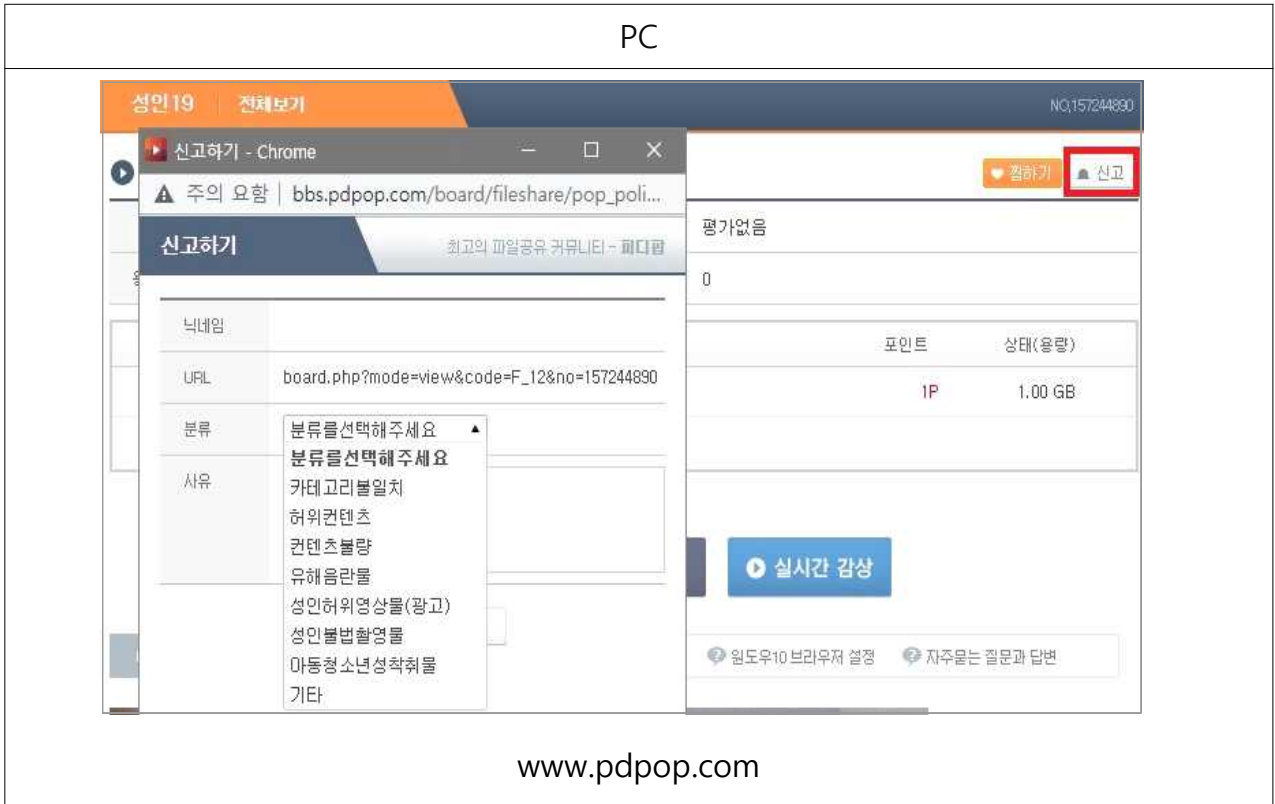 PC
성인19 전체보기 NO,157244890
신고하기 - Chrome
찜하기 신고
주의 요함 bbs.pdpop.com/board/fileshare/pop_poli...
평가없음
신고하기 최고의 파일공유 커뮤니티 - 피디팝
0
닉네임
포인트 상태(용량)
URL board.php?mode=view&code=F_12&no=157244890
1P 1.00 GB
분류 분류를선택해주세요
분류를선택해주세요
사유
카테고리불일치
허위컨텐츠
컨텐츠불량
유해음란물
실시간 감상
성인허위영상물(광고)
성인불법촬영물
윈도우10 브라우저 설정 자주묻는 질문과 답변
아동청소년성착취물
기타
www.pdpop.com